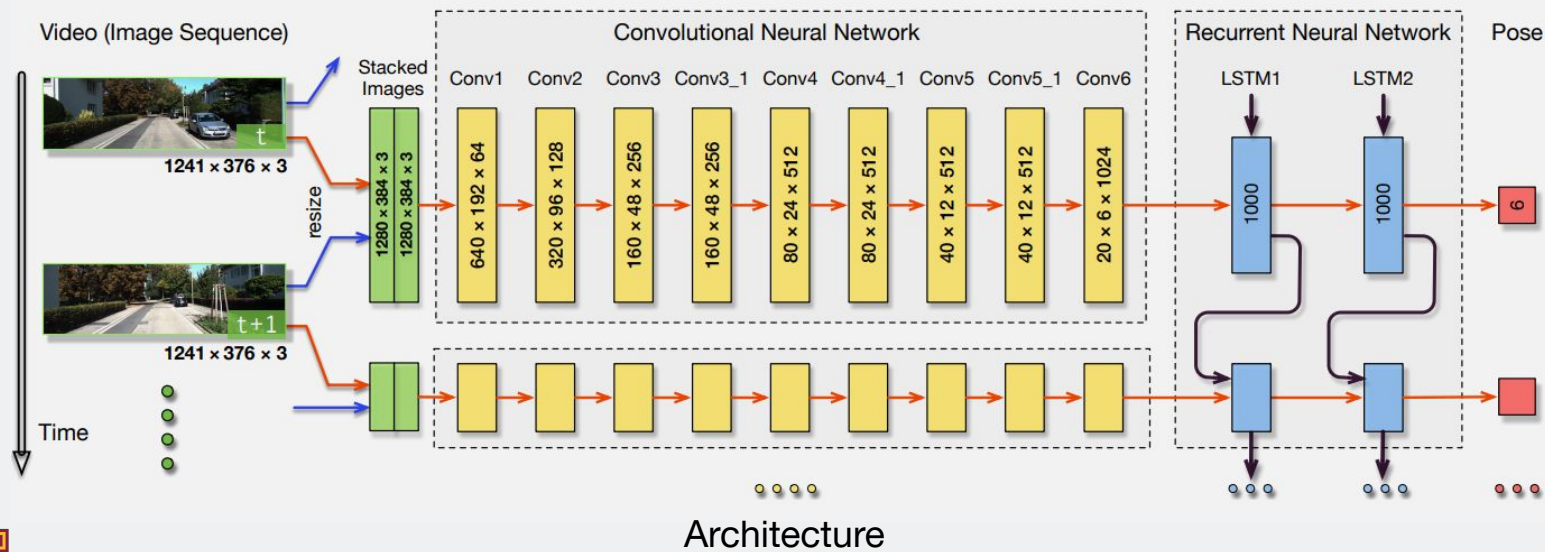 Video (Image Sequence)
Convolutional Neural Network
Recurrent Neural Network
Pose
Stacked
Images
Conv1
Conv2
Conv3
Conv3_1
Conv4
Conv4_1
Conv5
Conv5_1
Conv6
LSTM1
LSTM2
t
1241 × 376 × 3
resize
1280 × 384 × 3
1280 × 384 × 3
640 × 192 × 64
320 × 96 × 128
160 × 48 × 256
160 × 48 × 256
80 × 24 × 512
80 × 24 × 512
40 × 12 × 512
40 × 12 × 512
20 × 6 × 1024
1000
1000
6
t+1
1241 × 376 × 3
Time
Architecture